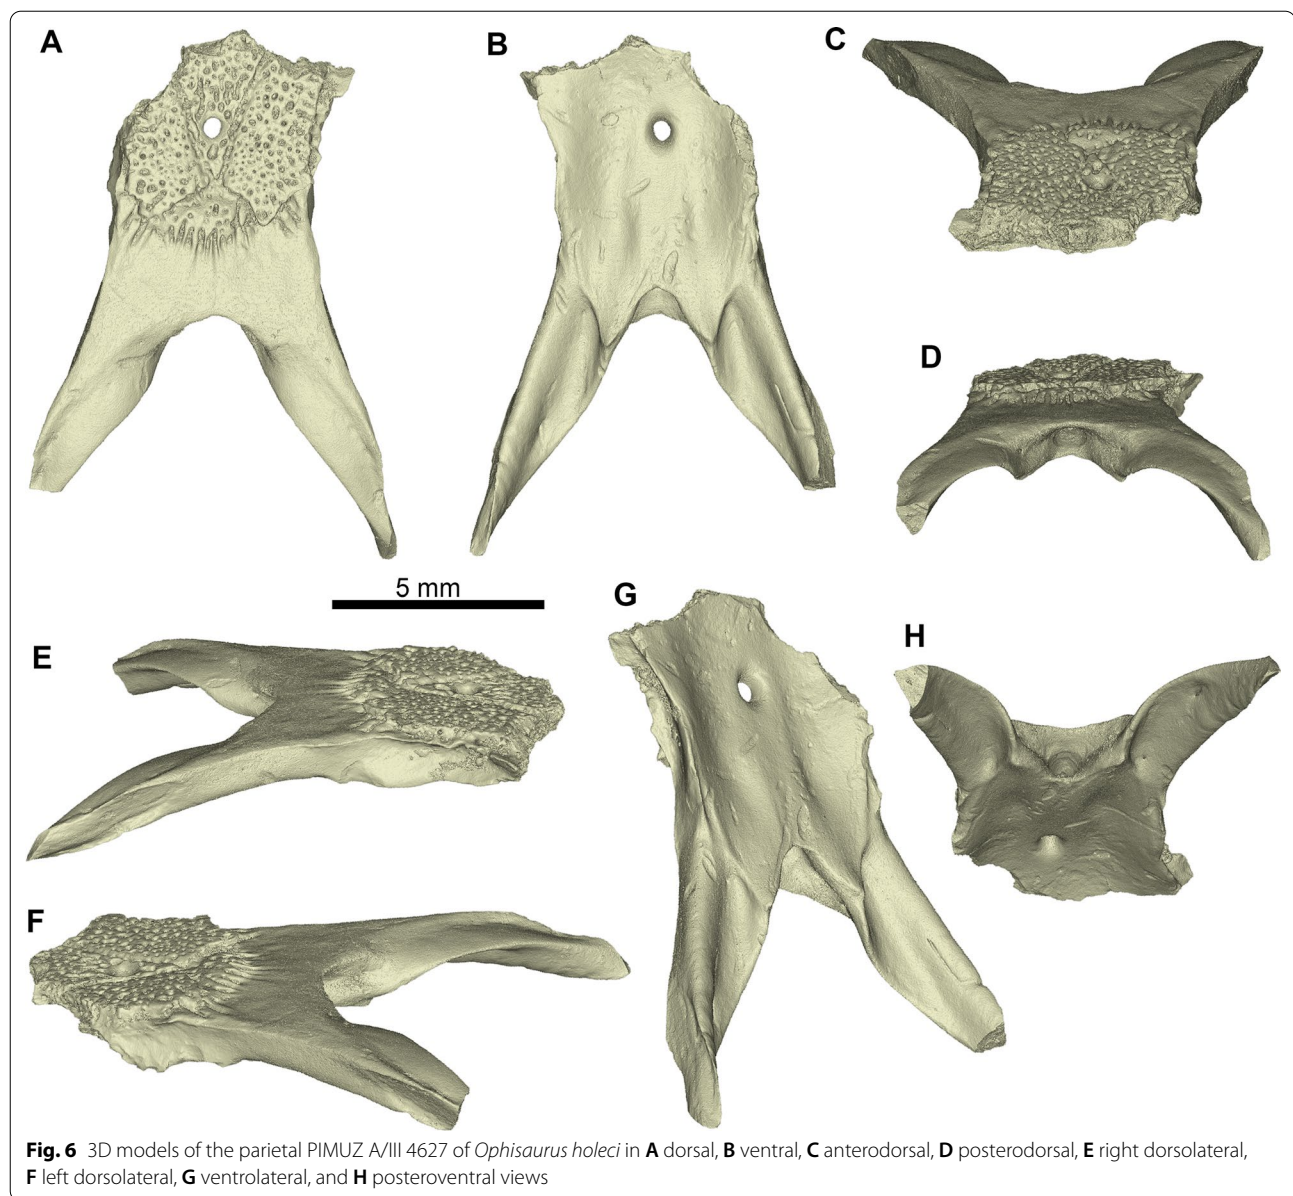 A
B
C
D
5 mm
E
G
H
F
Fig. 6 3D models of the parietal PIMUZ A/III 4627 of Ophisaurus holeci in A dorsal, B ventral, C anterodorsal, D posterodorsal, E right dorsolateral,
F left dorsolateral, G ventrolateral, and H posteroventral views